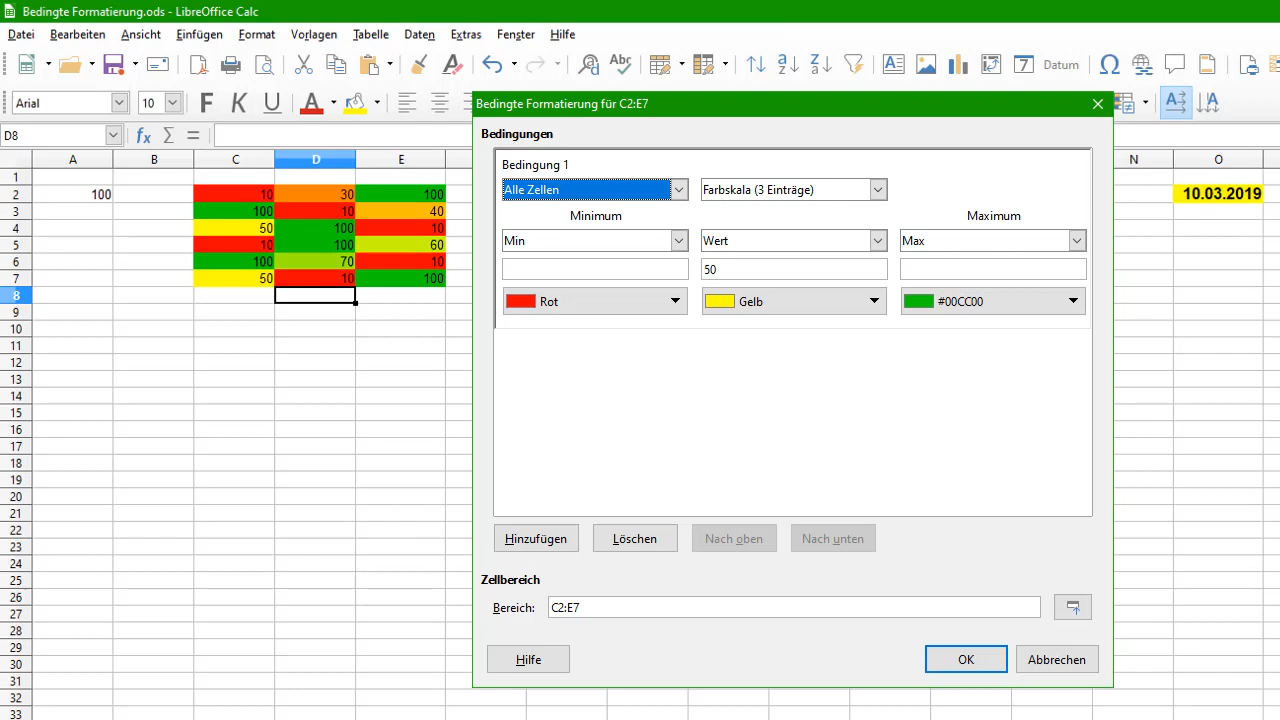 Bedingte Formatierung.ods - LibreOffice Calc
Datei Bearbeiten Ansicht Einfügen Format Vorlagen Tabelle Daten Extras Fenster Hilfe
Abc 7 Datum
Arial 10 F K U A
D8 fx Σ =
Bedingte Formatierung für C2:E7
Bedingungen
Bedingung 1
Alle Zellen Farbskala (3 Einträge)
Minimum Maximum
Min Wert Max
50
Rot Gelb #00CC00
Hinzufügen Löschen Nach oben Nach unten
Zellbereich
Bereich: C2:E7
Hilfe OK Abbrechen
A B C D E N O
1
2 100 10 30 100 10.03.2019
3 100 10 40
4 50 100 10
5 10 100 60
6 100 70 10
7 50 10 100
8
9
10
11
12
13
14
15
16
17
18
19
20
21
22
23
24
25
26
27
28
29
30
31
32
33